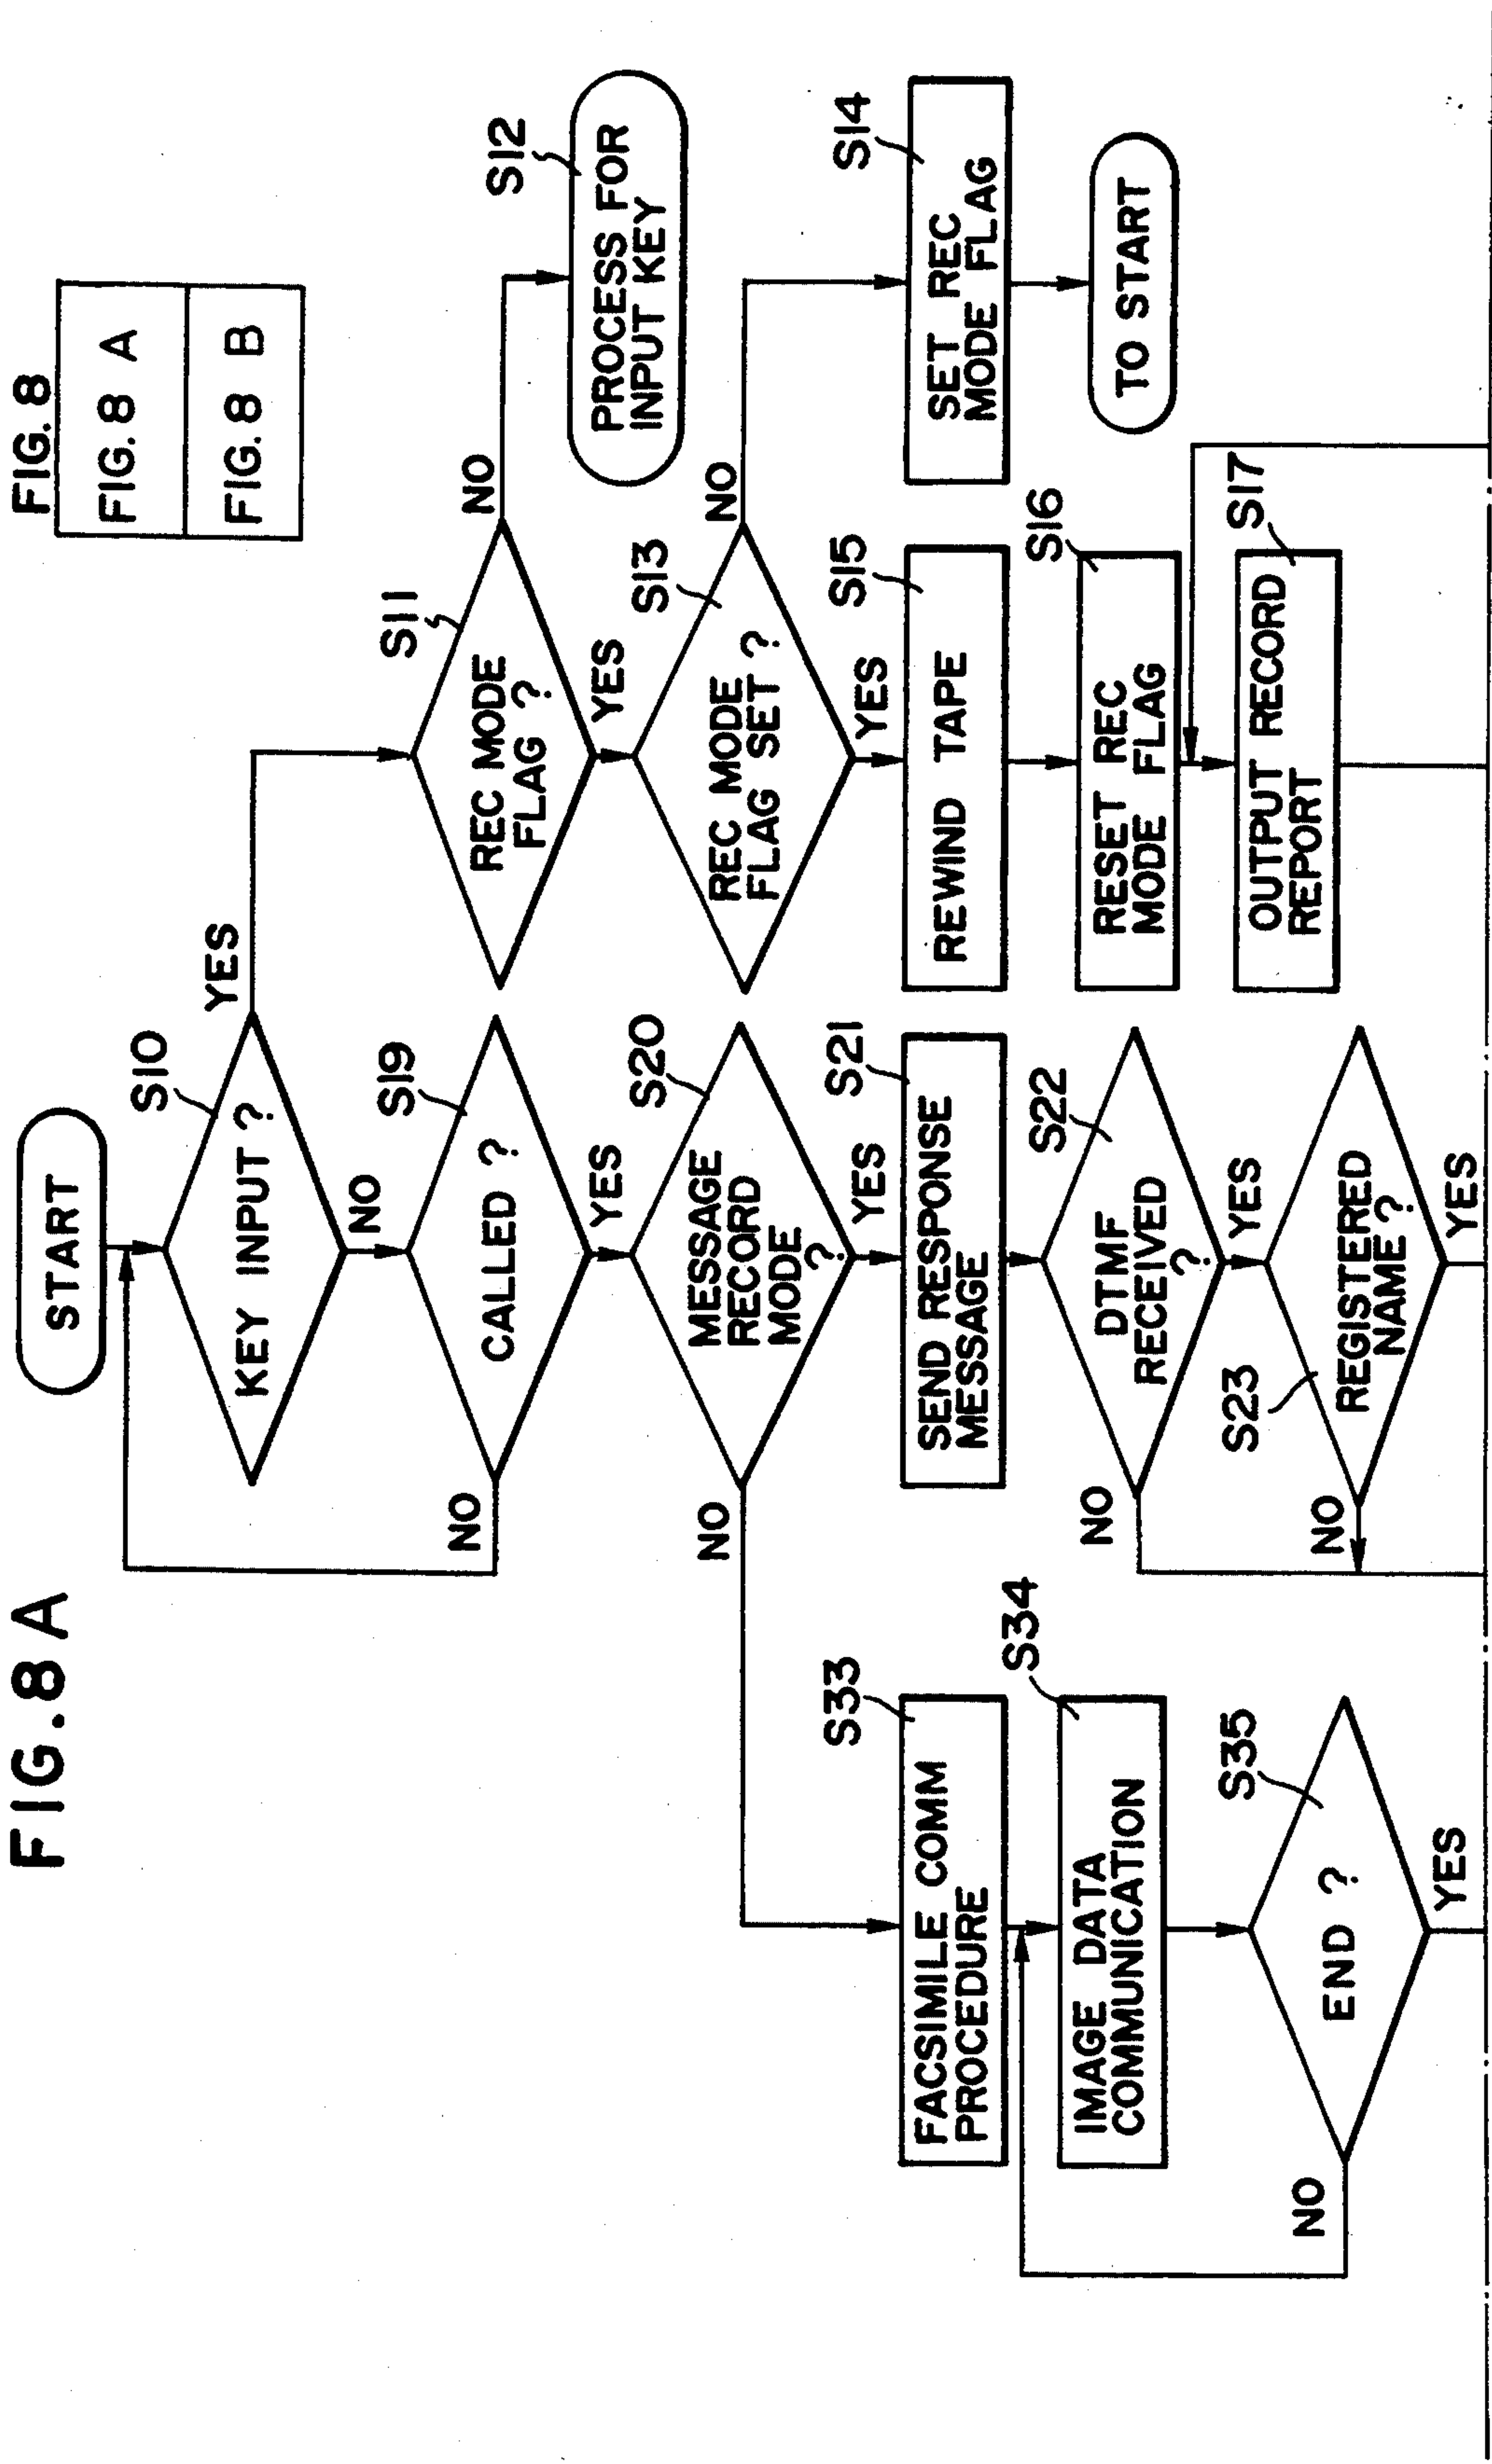 FIG. 8 A
FIG. 8
FIG. 8 A
FIG. 8 B
START
S10
KEY INPUT ?
YES
NO
S11
REC MODE
FLAG ?
NO
YES
S12
PROCESS FOR
INPUT KEY
S19
CALLED ?
NO
YES
S13
REC MODE
FLAG SET ?
NO
YES
S14
SET REC
MODE FLAG
TO START
S20
MESSAGE
RECORD
MODE
?
NO
YES
S15
REWIND TAPE
S16
RESET REC
MODE FLAG
S17
OUTPUT RECORD
REPORT
S21
SEND RESPONSE
MESSAGE
S22
DTMF
RECEIVED
?
NO
YES
S23
REGISTERED
NAME ?
NO
YES
S33
FACSIMILE COMM
PROCEDURE
S34
IMAGE DATA
COMMUNICATION
S35
END ?
NO
YES